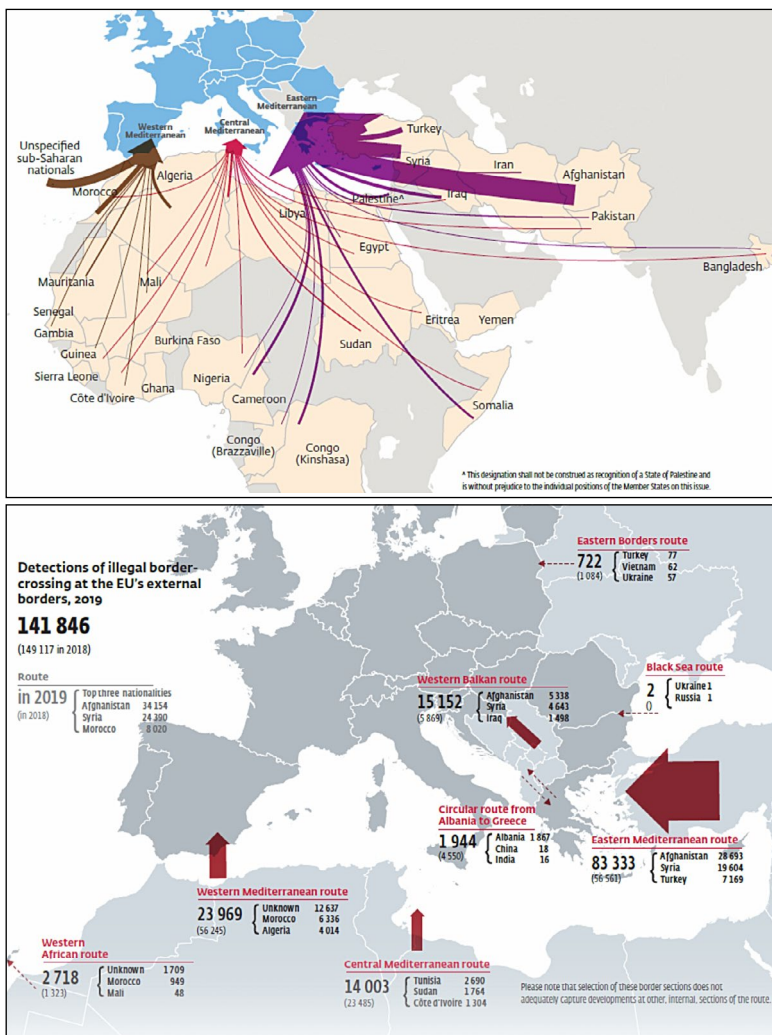 Eastern
Mediterranean
Central
Mediterranean
Western
Mediterranean
Unspecified
sub-Saharan
nationals
Turkey
Syria
Iran
Afghanistan
Morocco
Algeria
Libya
Palestine^
Iraq
Pakistan
Egypt
Bangladesh
Mauritania
Mali
Senegal
Gambia
Guinea
Burkina Faso
Sudan
Eritrea
Yemen
Sierra Leone
Ghana
Nigeria
Côte d'Ivoire
Cameroon
Somalia
Congo
(Brazzaville)
Congo
(Kinshasa)
^ This designation shall not be construed as recognition of a State of Palestine and
is without prejudice to the individual positions of the Member States on this issue.
Detections of illegal border-
crossing at the EU's external
borders, 2019
141 846
(149 117 in 2018)
Route
in 2019
(in 2018)
Top three nationalities
Afghanistan 34 154
Syria 24 390
Morocco 8 020
Eastern Borders route
722
(1 084)
Turkey 77
Vietnam 62
Ukraine 57
Western Balkan route
15 152
(5 869)
Afghanistan 5 338
Syria 4 643
Iraq 1 498
Black Sea route
2
0
Ukraine 1
Russia 1
Circular route from
Albania to Greece
1 944
(4 550)
Albania 1 867
China 18
India 16
Eastern Mediterranean route
83 333
(56 561)
Afghanistan 28 693
Syria 19 604
Turkey 7 169
Western Mediterranean route
23 969
(56 245)
Unknown 12 637
Morocco 6 336
Algeria 4 014
Western
African route
2 718
(1 323)
Unknown 1 709
Morocco 949
Mali 48
Central Mediterranean route
14 003
(23 485)
Tunisia 2 690
Sudan 1 764
Côte d'Ivoire 1 304
Please note that selection of these border sections does not
adequately capture developments at other, internal, sections of the route.